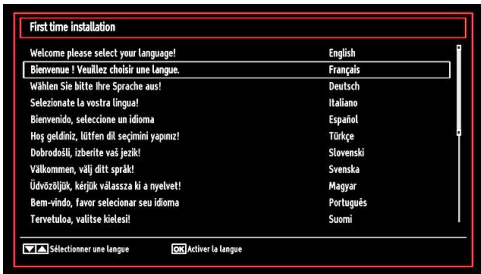 First time installation
Welcome please select your language! English
Bienvenue ! Veuillez choisir une langue. Français
Wählen Sie bitte Ihre Sprache aus! Deutsch
Selezionate la vostra lingua! Italiano
Bienvenido, seleccione un idioma Español
Hoş geldiniz, lütfen dil seçimini yapınız! Türkçe
Dobrodošli, izberite vaš jezik! Slovenski
Välkommen, välj ditt språk! Svenska
Üdvözöljük, kérjük válassza ki a nyelvet! Magyar
Bem-vindo, favor selecionar seu idioma Português
Tervetuloa, valitse kielesi! Suomi
Sélectionner une langue OK Activer la langue